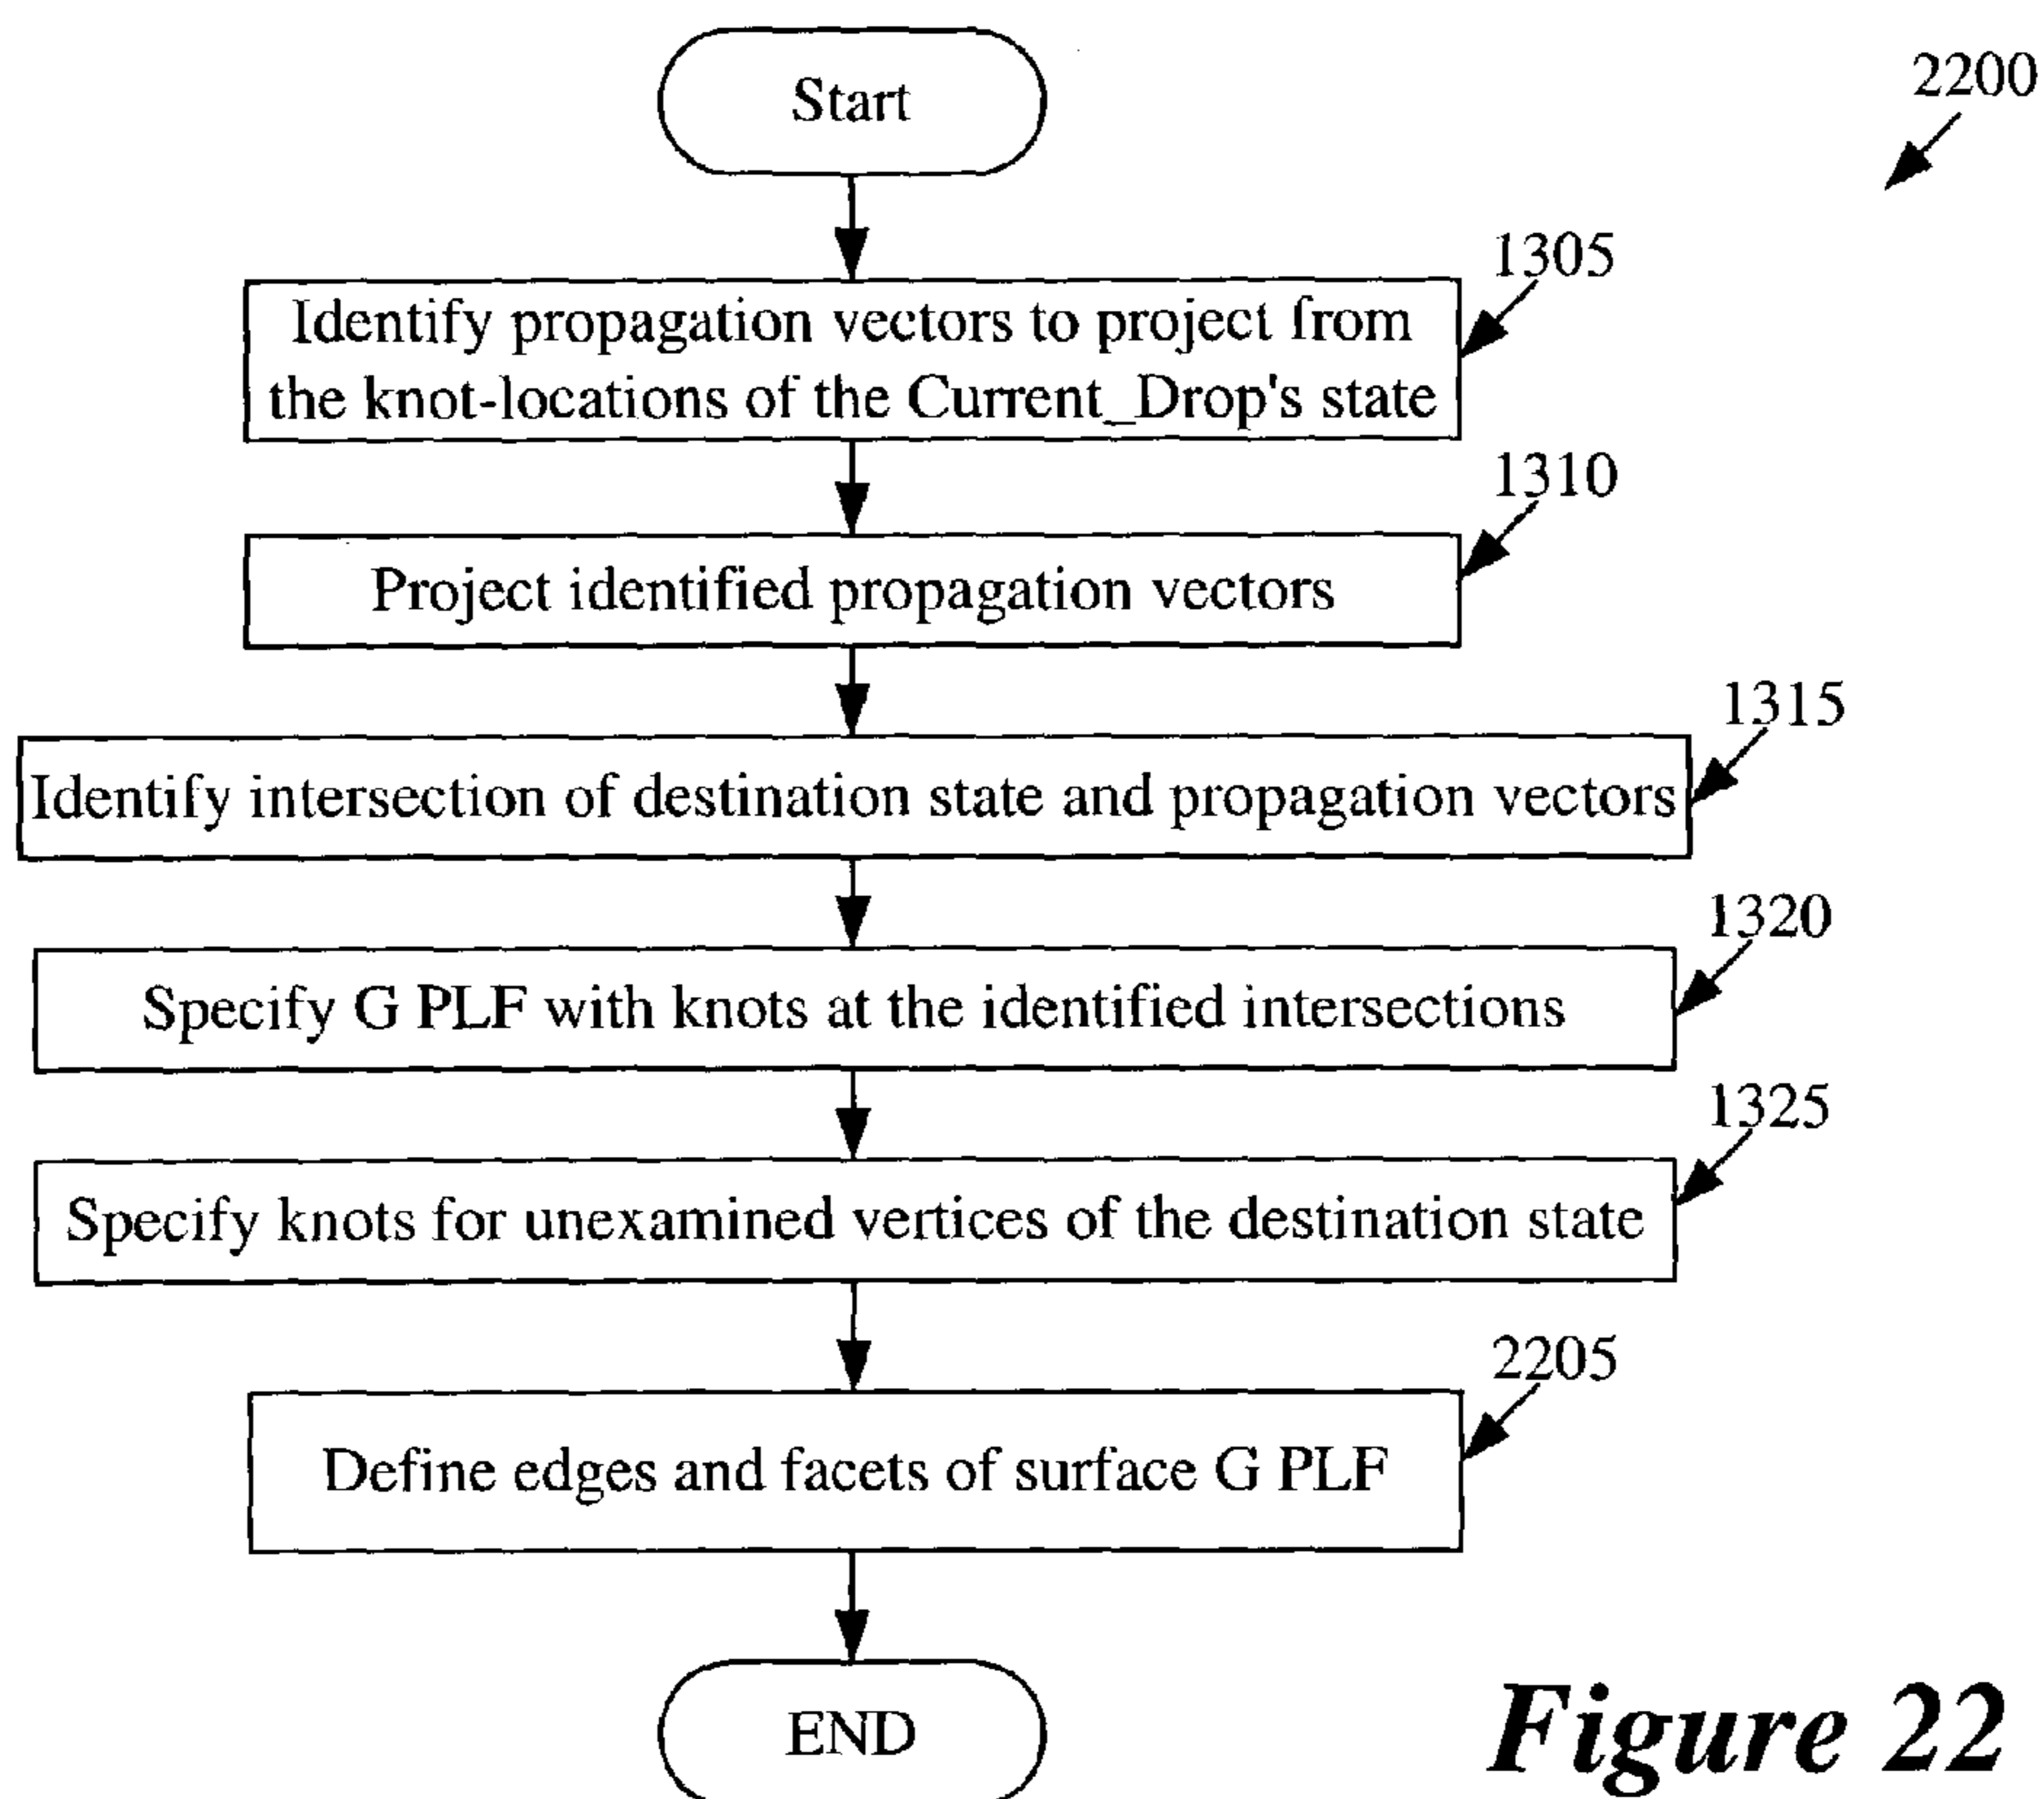 Start
2200
1305
Identify propagation vectors to project from
the knot-locations of the Current_Drop's state
1310
Project identified propagation vectors
1315
Identify intersection of destination state and propagation vectors
1320
Specify G PLF with knots at the identified intersections
1325
Specify knots for unexamined vertices of the destination state
2205
Define edges and facets of surface G PLF
END
Figure 22